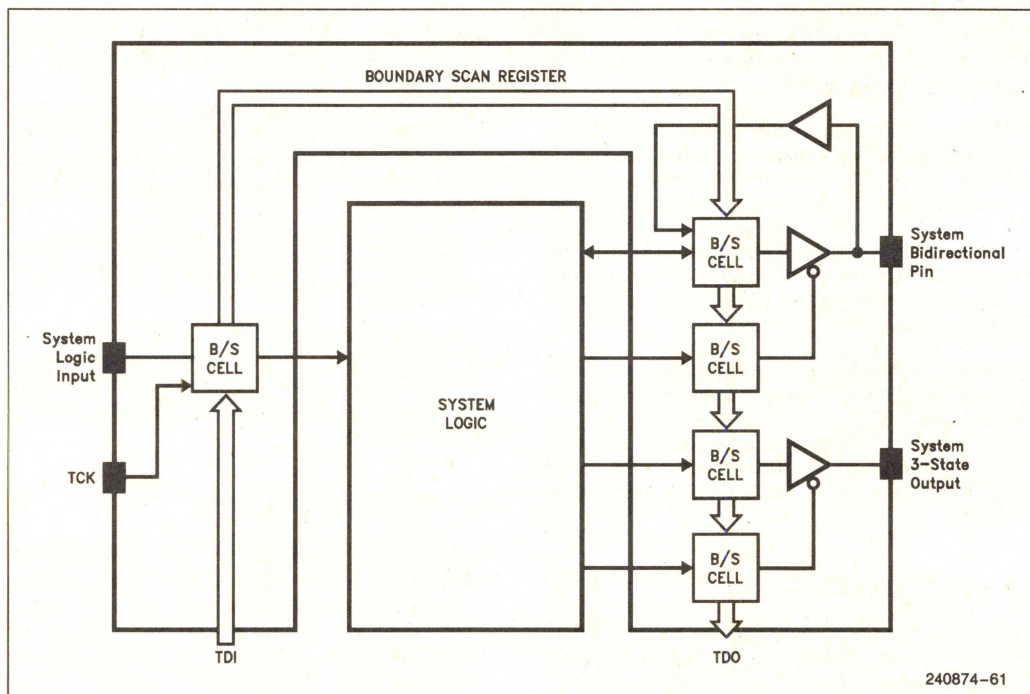 BOUNDARY SCAN REGISTER
B/S
CELL
System
Bidirectional
Pin
System
Logic
Input
B/S
CELL
B/S
CELL
SYSTEM
LOGIC
TCK
B/S
CELL
System
3-State
Output
B/S
CELL
TDI
TDO
240874-61